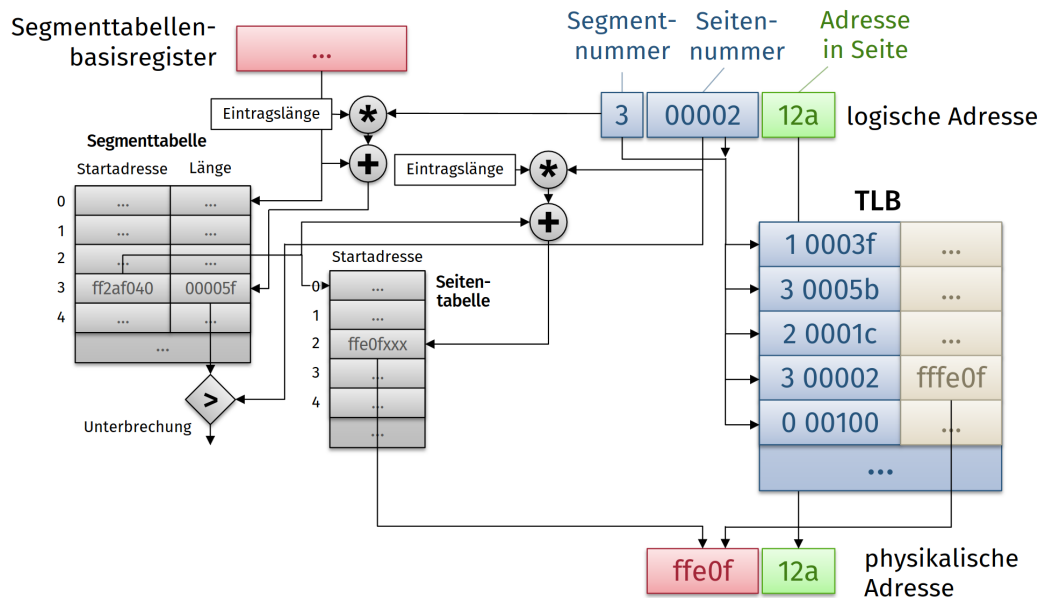 Segmenttabellen-
basisregister
...
Segment-
nummer
Seiten-
nummer
Adresse
in Seite
3
00002
12a
logische Adresse
Eintragslänge
*
+
Segmenttabelle
Startadresse
Länge
0
...
...
1
...
...
2
...
...
3
ff2af040
00005f
4
...
...
...
>
Unterbrechung
Eintragslänge
*
+
Startadresse
Seiten-
tabelle
0
...
1
...
2
ffe0fxxx
3
...
4
...
...
TLB
1 0003f
...
3 0005b
...
2 0001c
...
3 00002
fffe0f
0 00100
...
...
ffe0f
12a
physikalische
Adresse